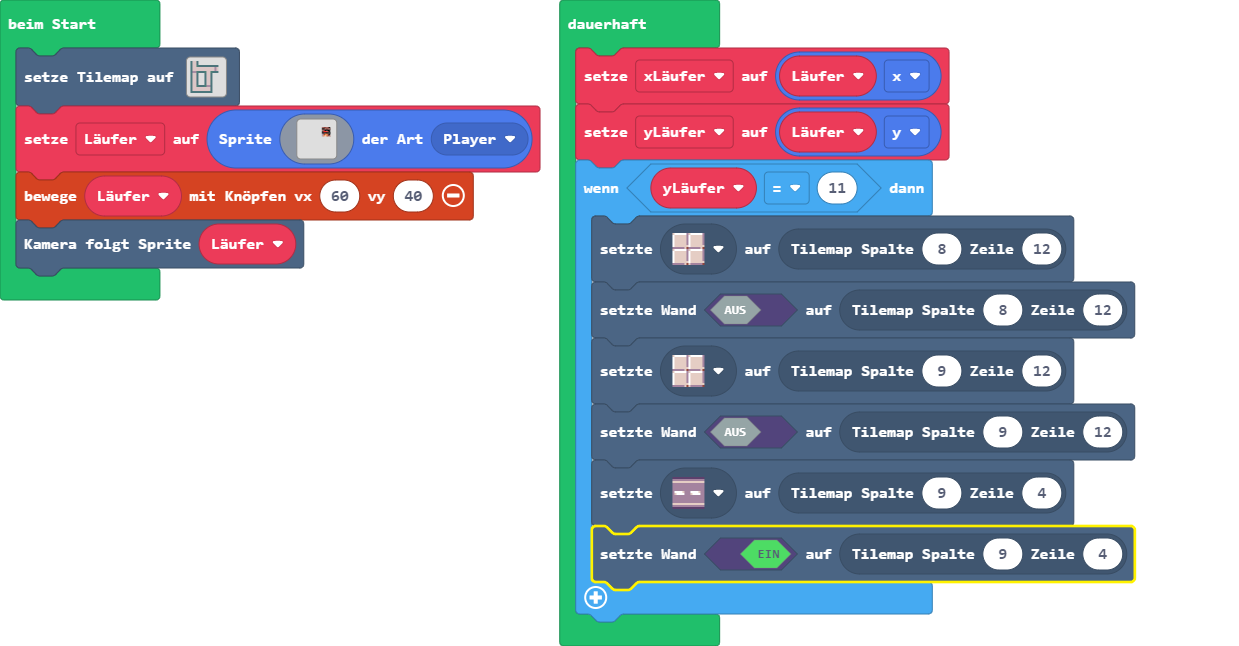 beim Start
setze Tilemap auf
setze Läufer auf Sprite der Art Player
bewege Läufer mit Knöpfen vx 60 vy 40
Kamera folgt Sprite Läufer
dauerhaft
setze xLäufer auf Läufer x
setze yLäufer auf Läufer y
wenn yLäufer = 11 dann
setzte auf Tilemap Spalte 8 Zeile 12
setzte Wand AUS auf Tilemap Spalte 8 Zeile 12
setzte auf Tilemap Spalte 9 Zeile 12
setzte Wand AUS auf Tilemap Spalte 9 Zeile 12
setzte auf Tilemap Spalte 9 Zeile 4
setzte Wand EIN auf Tilemap Spalte 9 Zeile 4